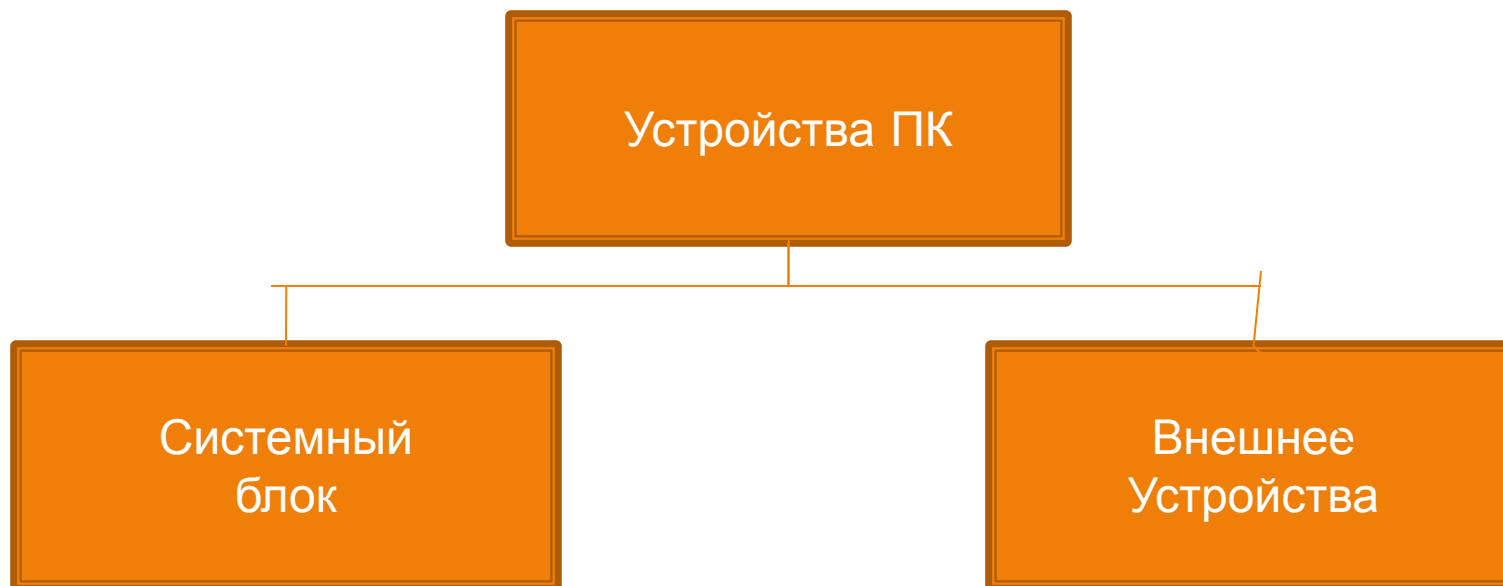 Устройства ПК
Системный
блок
Внешнее
Устройства